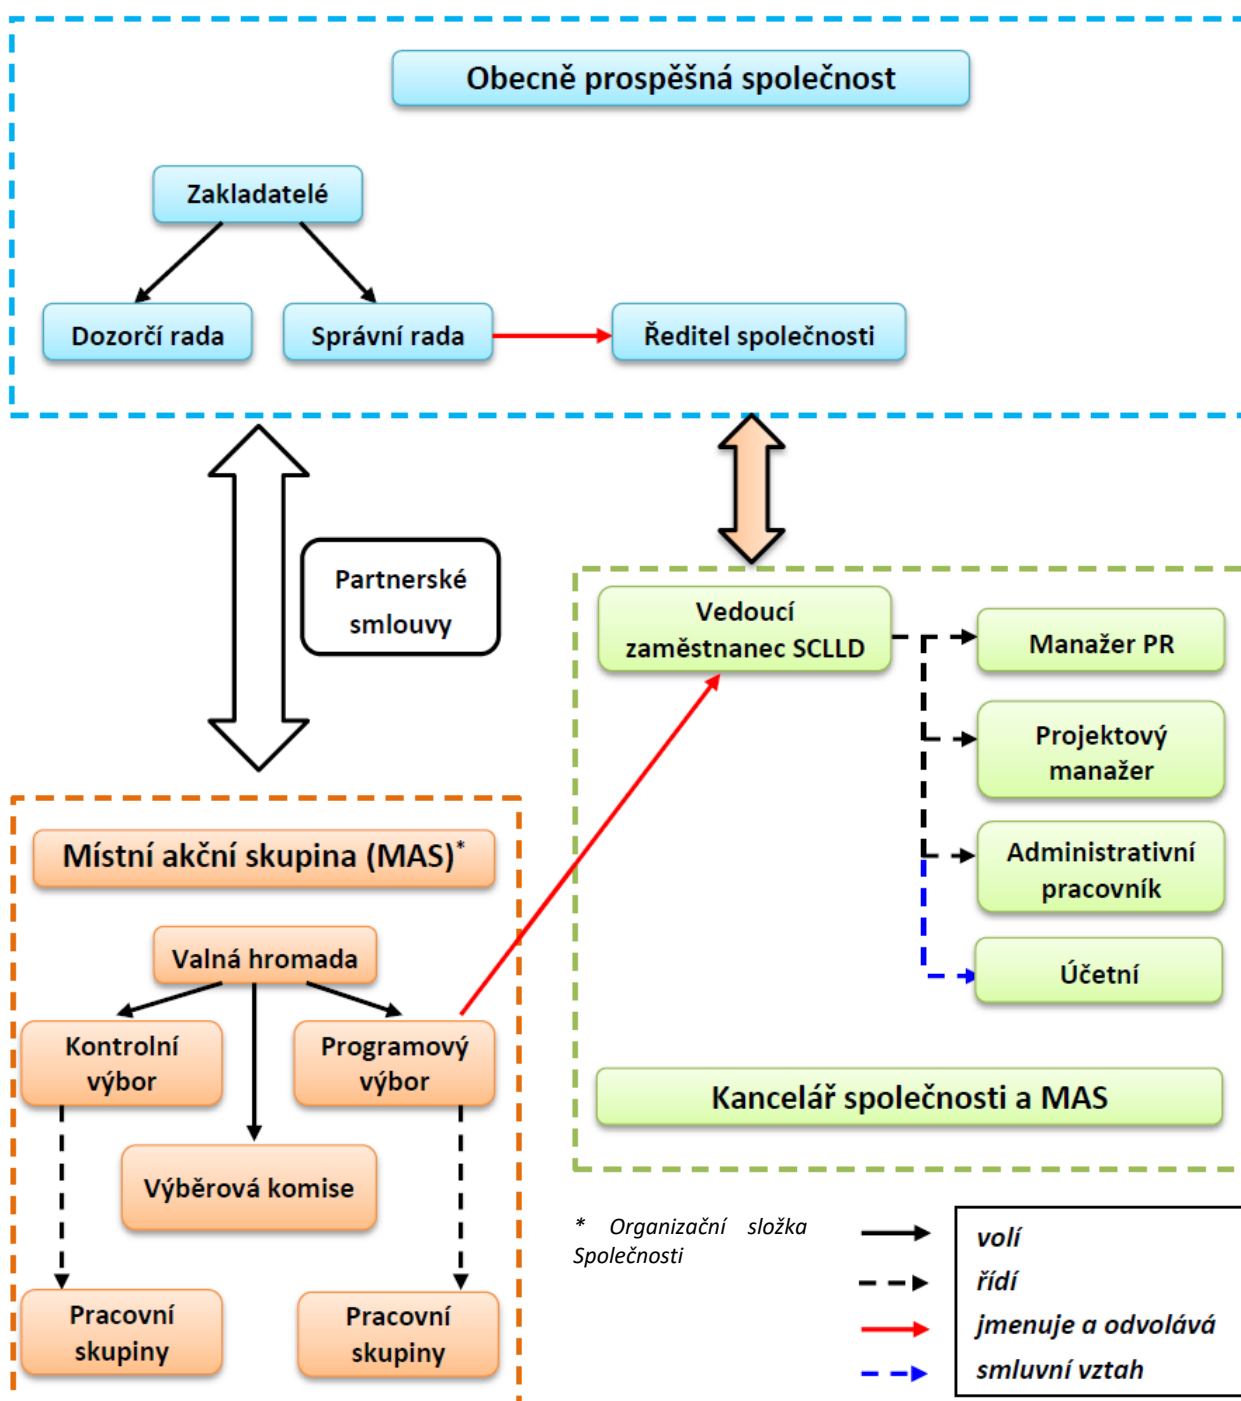 Obecně prospěšná společnost
Zakladatelé
Dozorčí rada
Správní rada
Ředitel společnosti
Partnerské
smlouvy
Vedoucí
zaměstnanec SCLLD
Manažer PR
Projektový
manažer
Administrativní
pracovník
Účetní
Kancelář společnosti a MAS
Místní akční skupina (MAS)*
Valná hromada
Kontrolní
výbor
Programový
výbor
Výběrová komise
Pracovní
skupiny
Pracovní
skupiny
* Organizační složka
Společnosti
volí
řídí
jmenuje a odvolává
smluvní vztah